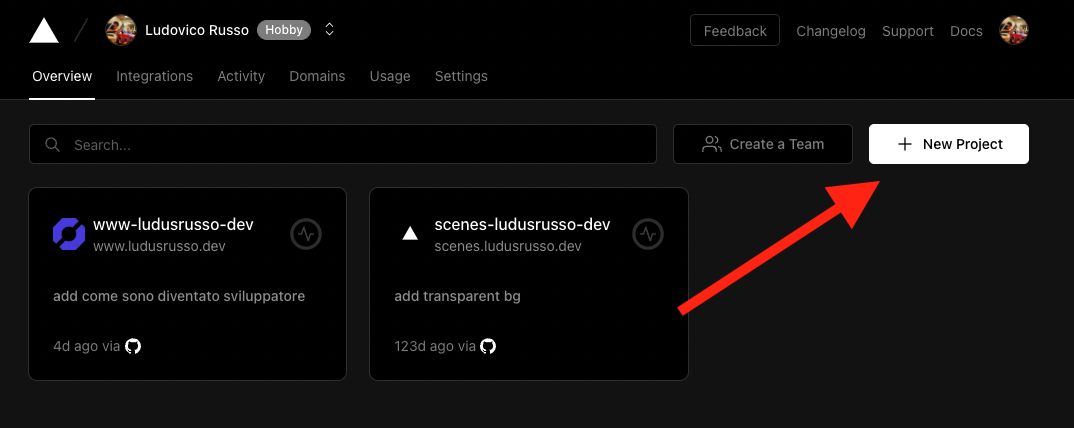 Ludovico Russo Hobby Feedback Changelog Support Docs
Overview Integrations Activity Domains Usage Settings
Search... Create a Team New Project
www-ludusrusso-dev
www.ludusrusso.dev
add come sono diventato sviluppatore
4d ago via
scenes-ludusrusso-dev
scenes.ludusrusso.dev
add transparent bg
123d ago via